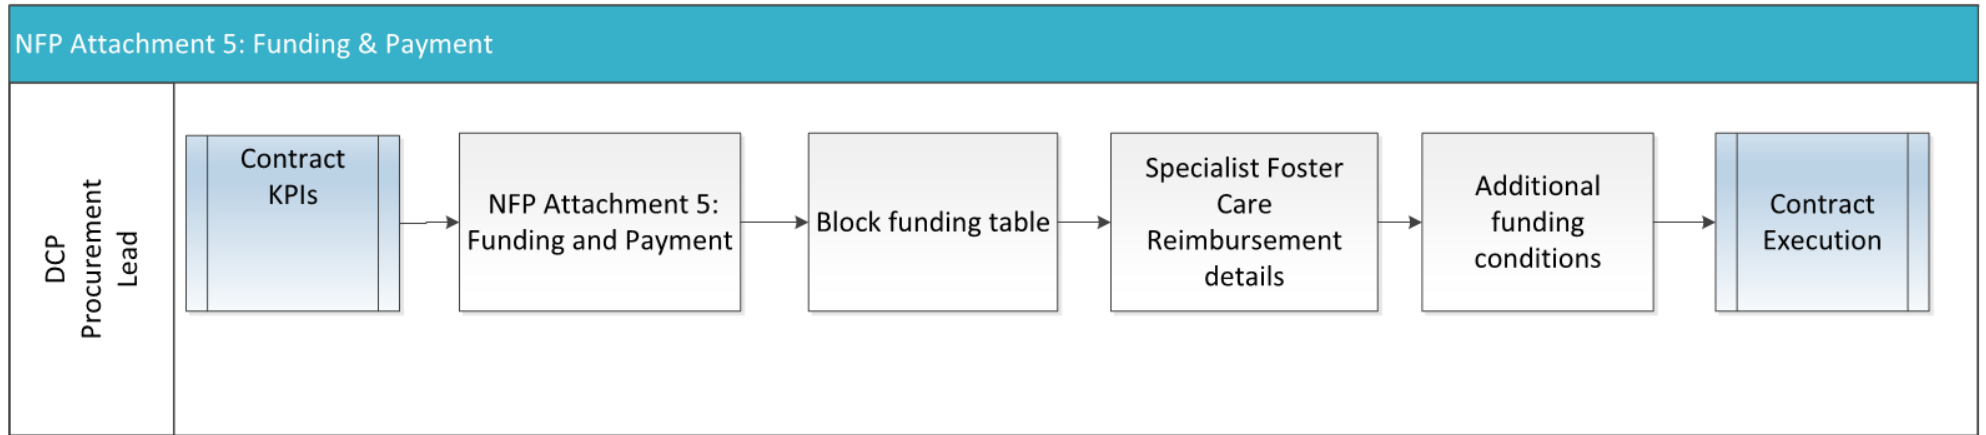 NFP Attachment 5: Funding & Payment
DCP
Procurement
Lead
Contract
KPIs
NFP Attachment 5:
Funding and Payment
Block funding table
Specialist Foster
Care
Reimbursement
details
Additional
funding
conditions
Contract
Execution